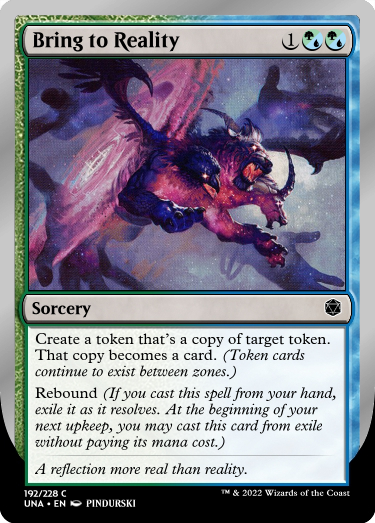 Bring to Reality 1
Sorcery
Create a token that's a copy of target token.
That copy becomes a card. (Token cards
continue to exist between zones.)
Rebound (If you cast this spell from your hand,
exile it as it resolves. At the beginning of your
next upkeep, you may cast this card from exile
without paying its mana cost.)
A reflection more real than reality.
192/228 C
UNA • EN PINDURSKI
™ & 2022 Wizards of the Coast